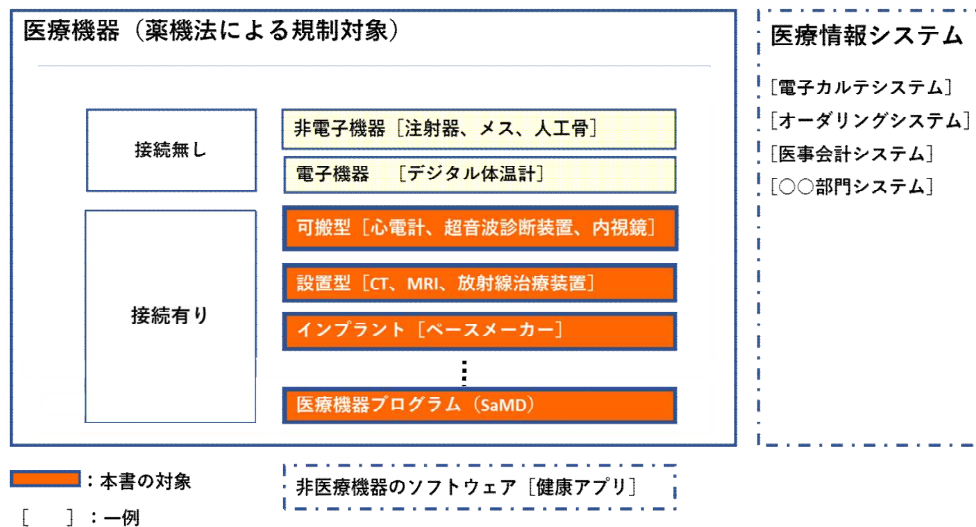 医療機器（薬機法による規制対象）
接続無し
非電子機器［注射器、メス、人工骨］
電子機器　［デジタル体温計］
接続有り
可搬型［心電計、超音波診断装置、内視鏡］
設置型［CT、MRI、放射線治療装置］
インプラント［ペースメーカー］
医療機器プログラム（SaMD）
医療情報システム
［電子カルテシステム］
［オーダリングシステム］
［医事会計システム］
［○○部門システム］
：本書の対象
［　　］：一例
非医療機器のソフトウェア［健康アプリ］